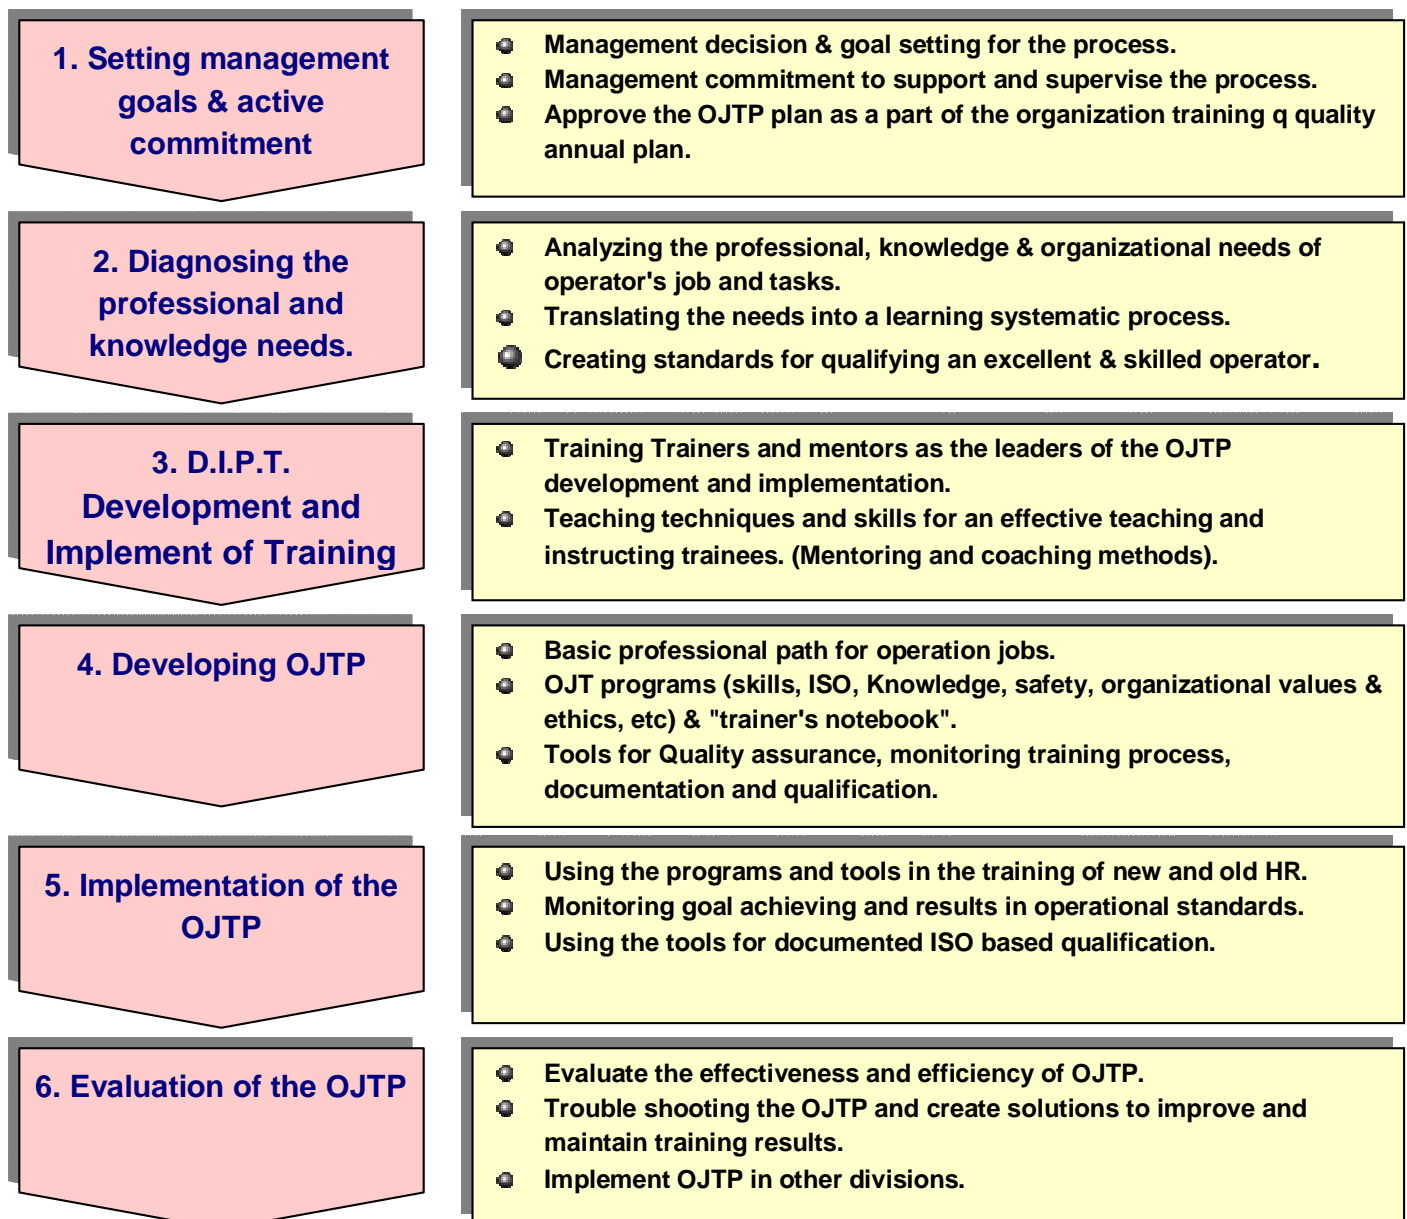 1. Setting management
goals & active
commitment
Management decision & goal setting for the process.
Management commitment to support and supervise the process.
Approve the OJTP plan as a part of the organization training q quality
annual plan.
2. Diagnosing the
professional and
knowledge needs.
Analyzing the professional, knowledge & organizational needs of
operator's job and tasks.
Translating the needs into a learning systematic process.
Creating standards for qualifying an excellent & skilled operator.
3. D.I.P.T.
Development and
Implement of Training
Training Trainers and mentors as the leaders of the OJTP
development and implementation.
Teaching techniques and skills for an effective teaching and
instructing trainees. (Mentoring and coaching methods).
4. Developing OJTP
Basic professional path for operation jobs.
OJT programs (skills, ISO, Knowledge, safety, organizational values &
ethics, etc) & "trainer's notebook".
Tools for Quality assurance, monitoring training process,
documentation and qualification.
5. Implementation of the
OJTP
Using the programs and tools in the training of new and old HR.
Monitoring goal achieving and results in operational standards.
Using the tools for documented ISO based qualification.
6. Evaluation of the OJTP
Evaluate the effectiveness and efficiency of OJTP.
Trouble shooting the OJTP and create solutions to improve and
maintain training results.
Implement OJTP in other divisions.